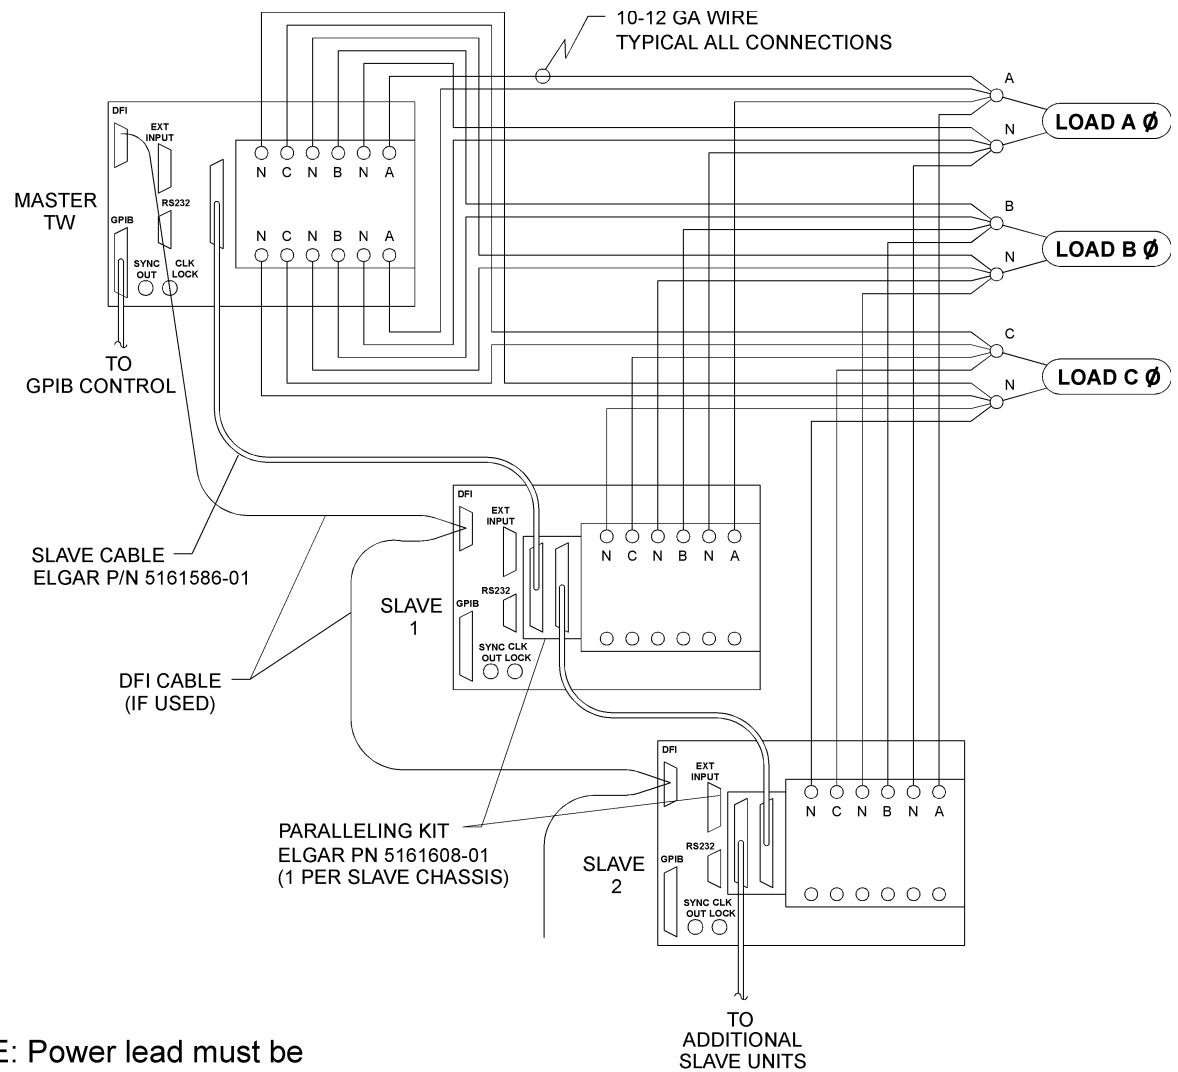 10-12 GA WIRE
TYPICAL ALL CONNECTIONS
A
LOAD A Ø
N
B
LOAD B Ø
N
C
LOAD C Ø
N
MASTER
TW
DFI
EXT
INPUT
RS232
GPIB
SYNC
OUT
CLK
LOCK
N C N B N A
N C N B N A
TO
GPIB CONTROL
SLAVE CABLE
ELGAR P/N 5161586-01
DFI CABLE
(IF USED)
SLAVE
1
DFI
EXT
INPUT
RS232
GPIB
SYNC CLK
OUT LOCK
N C N B N A
PARALLELING KIT
ELGAR PN 5161608-01
(1 PER SLAVE CHASSIS)
SLAVE
2
DFI
EXT
INPUT
RS232
GPIB
SYNC CLK
OUT LOCK
N C N B N A
TO
ADDITIONAL
SLAVE UNITS
E: Power lead must be